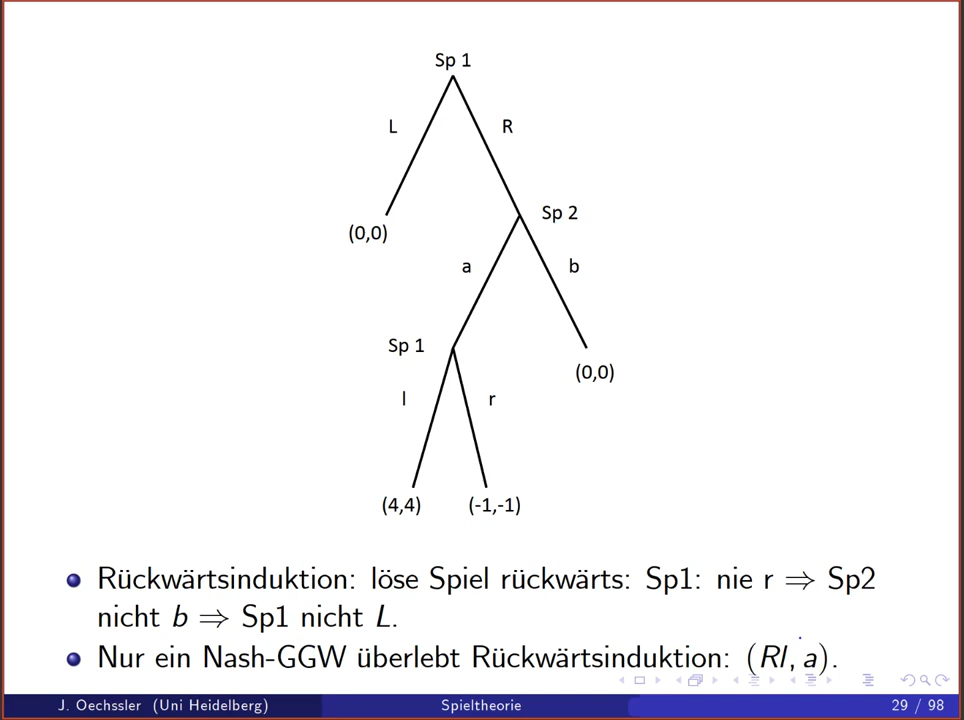 Sp 1
L R
(0,0) Sp 2
a b
Sp 1
(0,0)
l r
(4,4) (-1,-1)
Rückwärtsinduktion: löse Spiel rückwärts: Sp1: nie r ⇒ Sp2
nicht b ⇒ Sp1 nicht L.
Nur ein Nash-GGW überlebt Rückwärtsinduktion: (Rl, a).
J. Oechssler (Uni Heidelberg) Spieltheorie 29 / 98